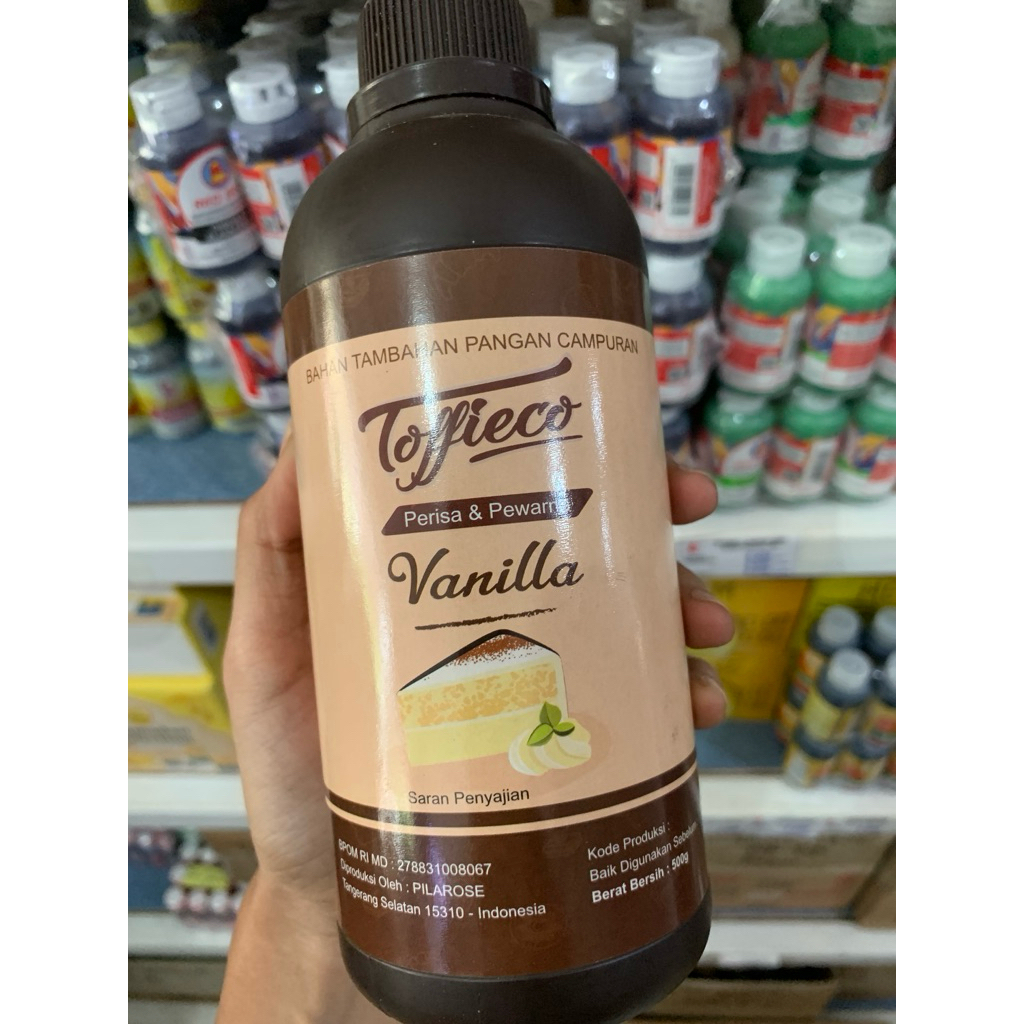 BAHAN TAMBAHAN PANGAN CAMPURAN
Toffieco
Perisa & Pewarna
Vanilla
Saran Penyajian
BPOM RI MD : 278831008067
Diproduksi Oleh : PILAROSE
Tangerang Selatan 15310 - Indonesia
Kode Produksi :
Baik Digunakan Sebelum
Berat Bersih : 500g